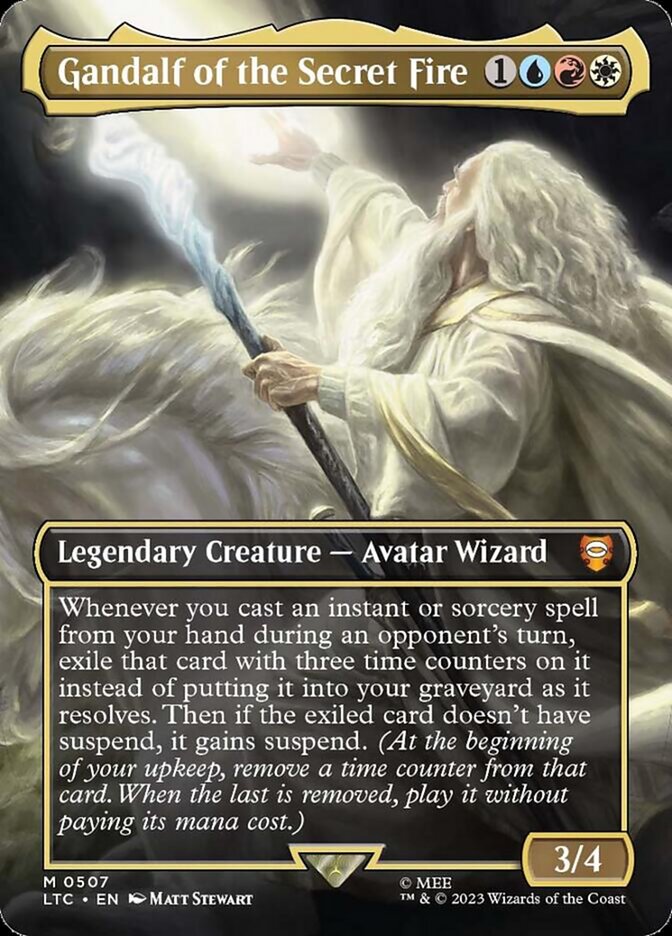 Gandalf of the Secret Fire 1
Legendary Creature — Avatar Wizard
Whenever you cast an instant or sorcery spell
from your hand during an opponent's turn,
exile that card with three time counters on it
instead of putting it into your graveyard as it
resolves. Then if the exiled card doesn't have
suspend, it gains suspend. (At the beginning
of your upkeep, remove a time counter from that
card. When the last is removed, play it without
paying its mana cost.)
3/4
M 0507
LTC • EN Matt Stewart
© MEE
™ & © 2023 Wizards of the Coast